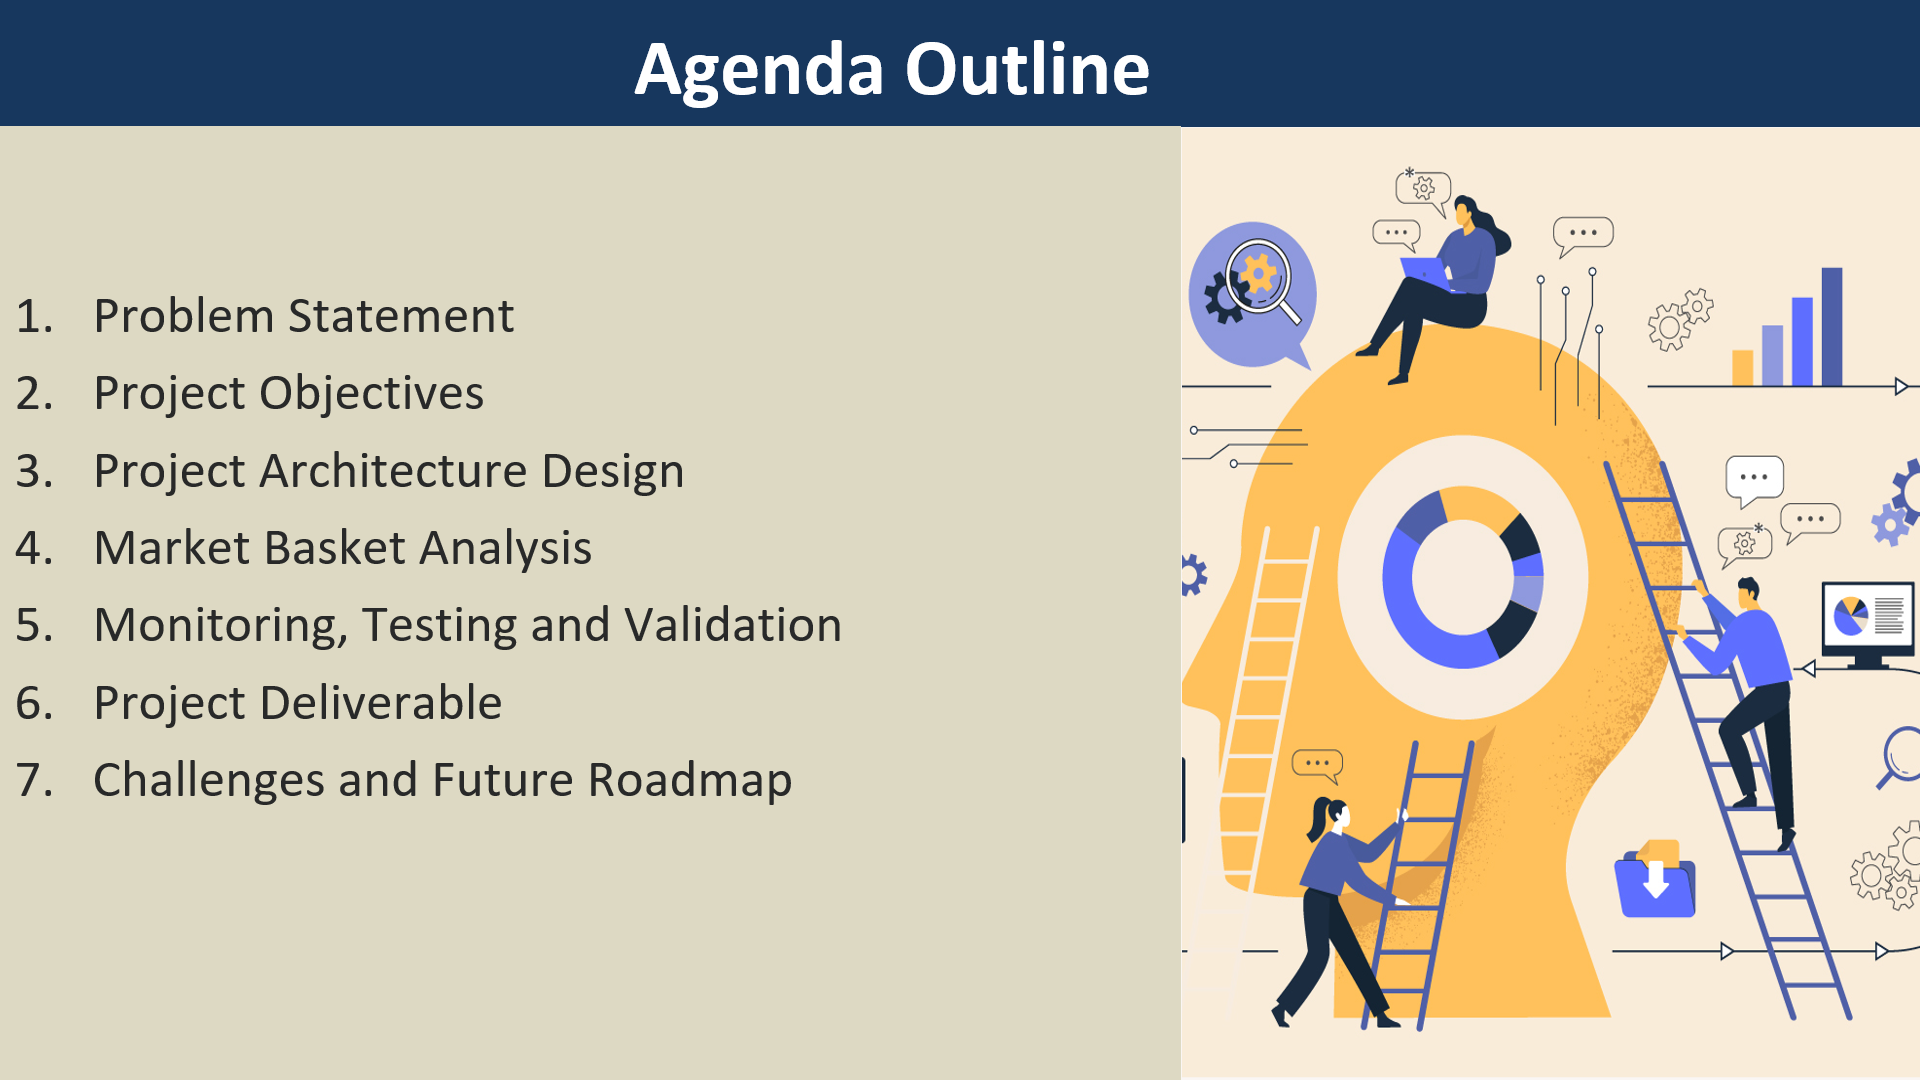 Agenda Outline
1. Problem Statement
2. Project Objectives
3. Project Architecture Design
4. Market Basket Analysis
5. Monitoring, Testing and Validation
6. Project Deliverable
7. Challenges and Future Roadmap